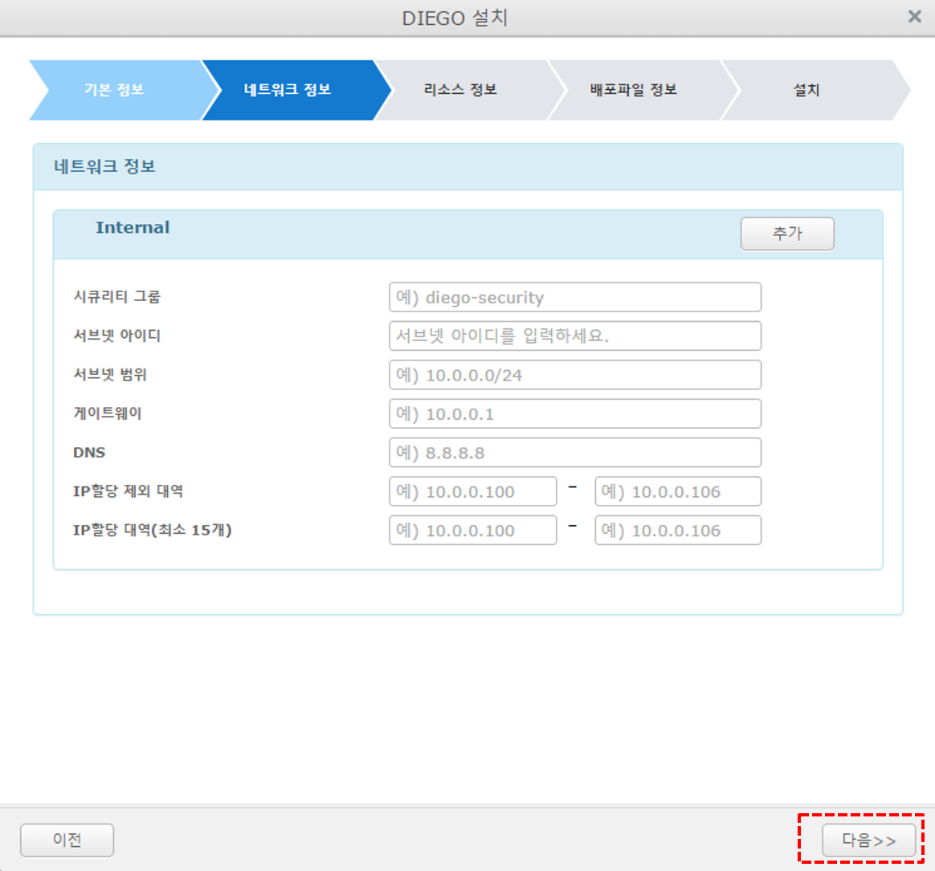 DIEGO 설치 ×
기본 정보 네트워크 정보 리소스 정보 배포파일 정보 설치
네트워크 정보
Internal 추가
시큐리티 그룹 예) diego-security
서브넷 아이디 서브넷 아이디를 입력하세요.
서브넷 범위 예) 10.0.0.0/24
게이트웨이 예) 10.0.0.1
DNS 예) 8.8.8.8
IP할당 제외 대역 예) 10.0.0.100 – 예) 10.0.0.106
IP할당 대역(최소 15개) 예) 10.0.0.100 – 예) 10.0.0.106
이전 다음>>